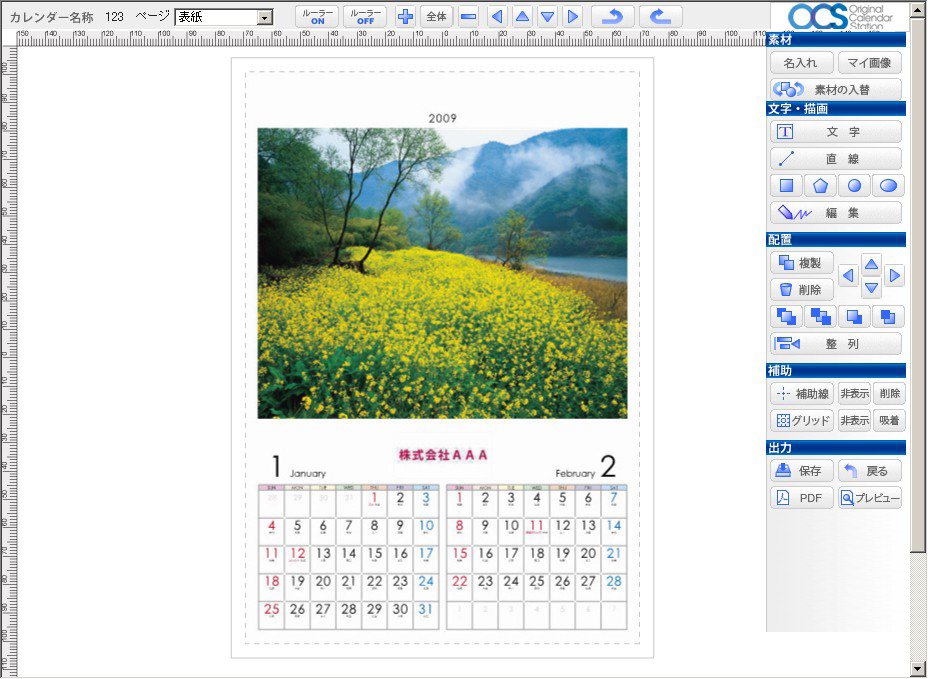 カレンダー名称 123 ページ 表紙
ルーラー ON
ルーラー OFF
全体
OCS Original Calendar Station
素材
名入れ マイ画像
素材の入替
文字・描画
T 文 字
直 線
編 集
配置
複製
削除
整 列
補助
補助線 非表示 削除
グリッド 非表示 吸着
出力
保存 戻る
PDF プレビュー
2009
株式会社AAA
1 January
SUN MON TUE WED THU FRI SAT
28 29 30 31 1 2 3
4 5 6 7 8 9 10
11 12 13 14 15 16 17
18 19 20 21 22 23 24
25 26 27 28 29 30 31
February 2
SUN MON TUE WED THU FRI SAT
1 2 3 4 5 6 7
8 9 10 11 12 13 14
15 16 17 18 19 20 21
22 23 24 25 26 27 28
1 2 3 4 5 6 7